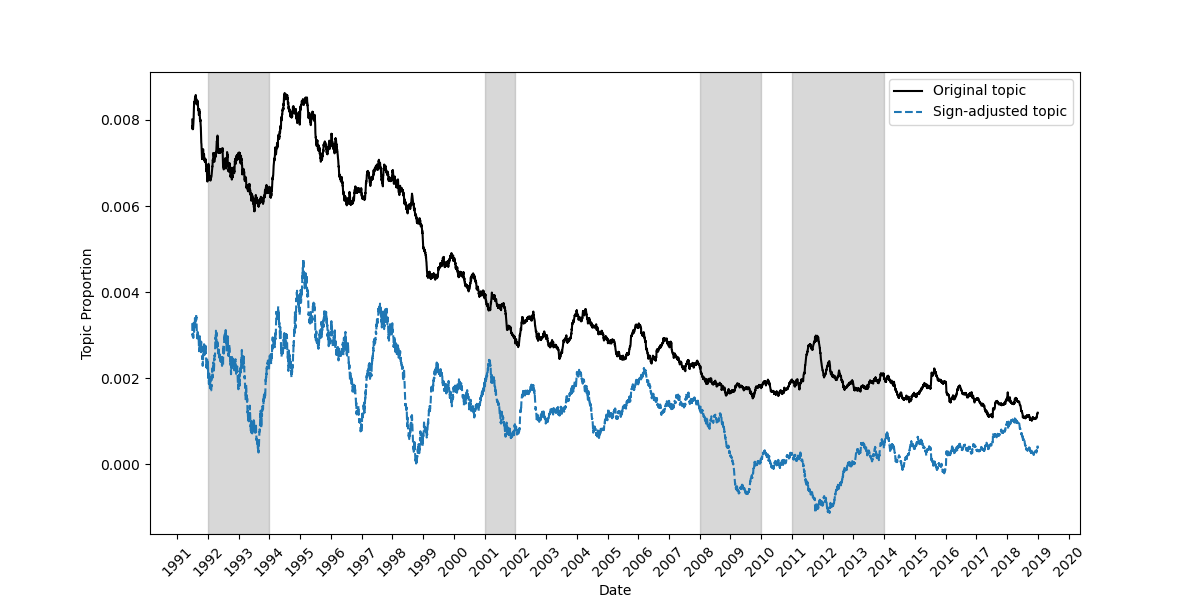 Original topic
Sign-adjusted topic
Topic Proportion
0.008
0.006
0.004
0.002
0.000
1991 1992 1993 1994 1995 1996 1997 1998 1999 2000 2001 2002 2003 2004 2005 2006 2007 2008 2009 2010 2011 2012 2013 2014 2015 2016 2017 2018 2019 2020
Date